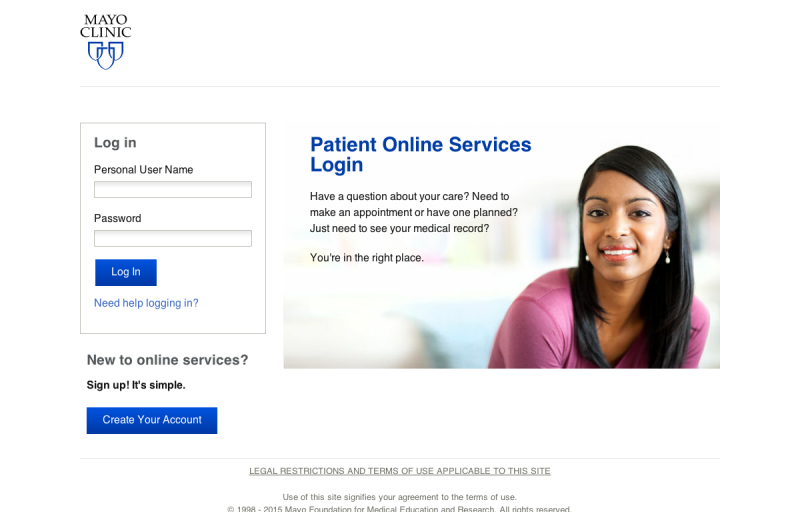 MAYO
CLINIC
Log in
Personal User Name
Password
Log In
Need help logging in?
Patient Online Services
Login
Have a question about your care? Need to
make an appointment or have one planned?
Just need to see your medical record?
You're in the right place.
New to online services?
Sign up! It's simple.
Create Your Account
LEGAL RESTRICTIONS AND TERMS OF USE APPLICABLE TO THIS SITE
Use of this site signifies your agreement to the terms of use.
© 1998 - 2015 Mayo Foundation for Medical Education and Research. All rights reserved.